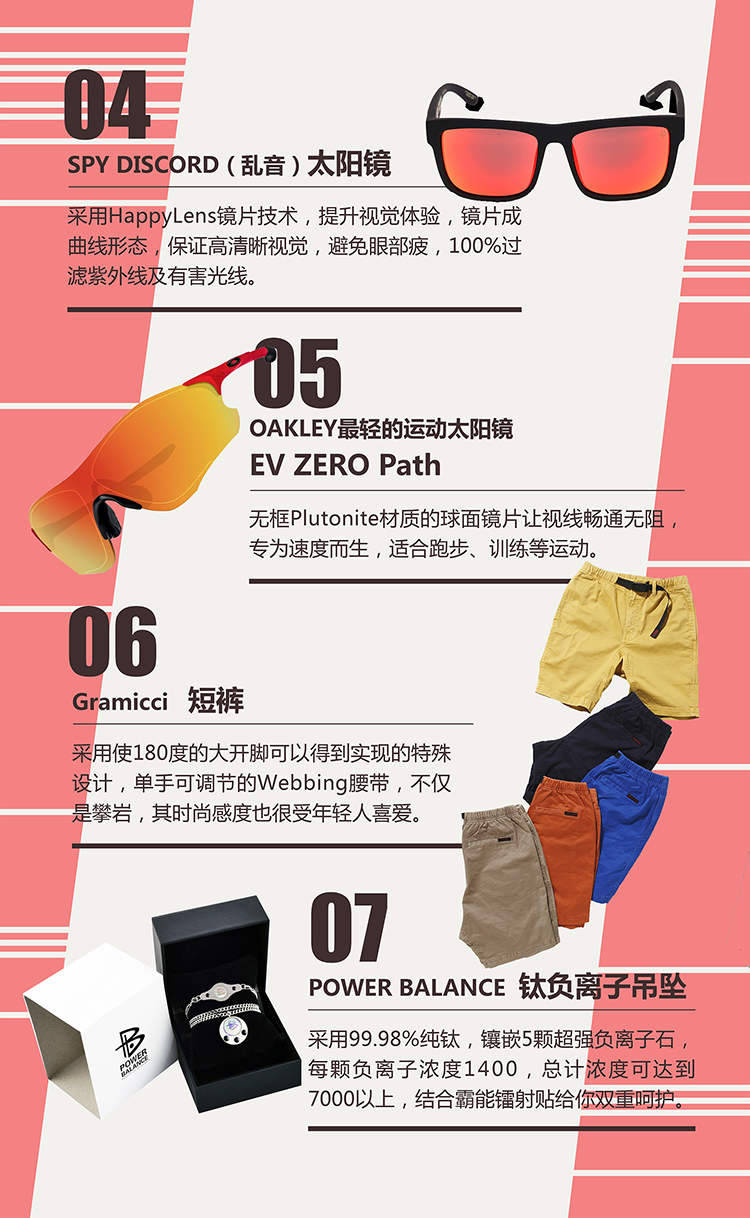 04
SPY DISCORD（乱音）太阳镜
采用HappyLens镜片技术，提升视觉体验，镜片成
曲线形态，保证高清晰视觉，避免眼部疲，100%过
滤紫外线及有害光线。
05
OAKLEY最轻的运动太阳镜
EV ZERO Path
无框Plutonite材质的球面镜片让视线畅通无阻，
专为速度而生，适合跑步、训练等运动。
06
Gramicci 短裤
采用使180度的大开脚可以得到实现的特殊
设计，单手可调节的Webbing腰带，不仅
是攀岩，其时尚感度也很受年轻人喜爱。
07
POWER BALANCE 钛负离子吊坠
采用99.98%纯钛，镶嵌5颗超强负离子石，
每颗负离子浓度1400，总计浓度可达到
7000以上，结合霸能镭射贴给你双重呵护。
POWER
BALANCE